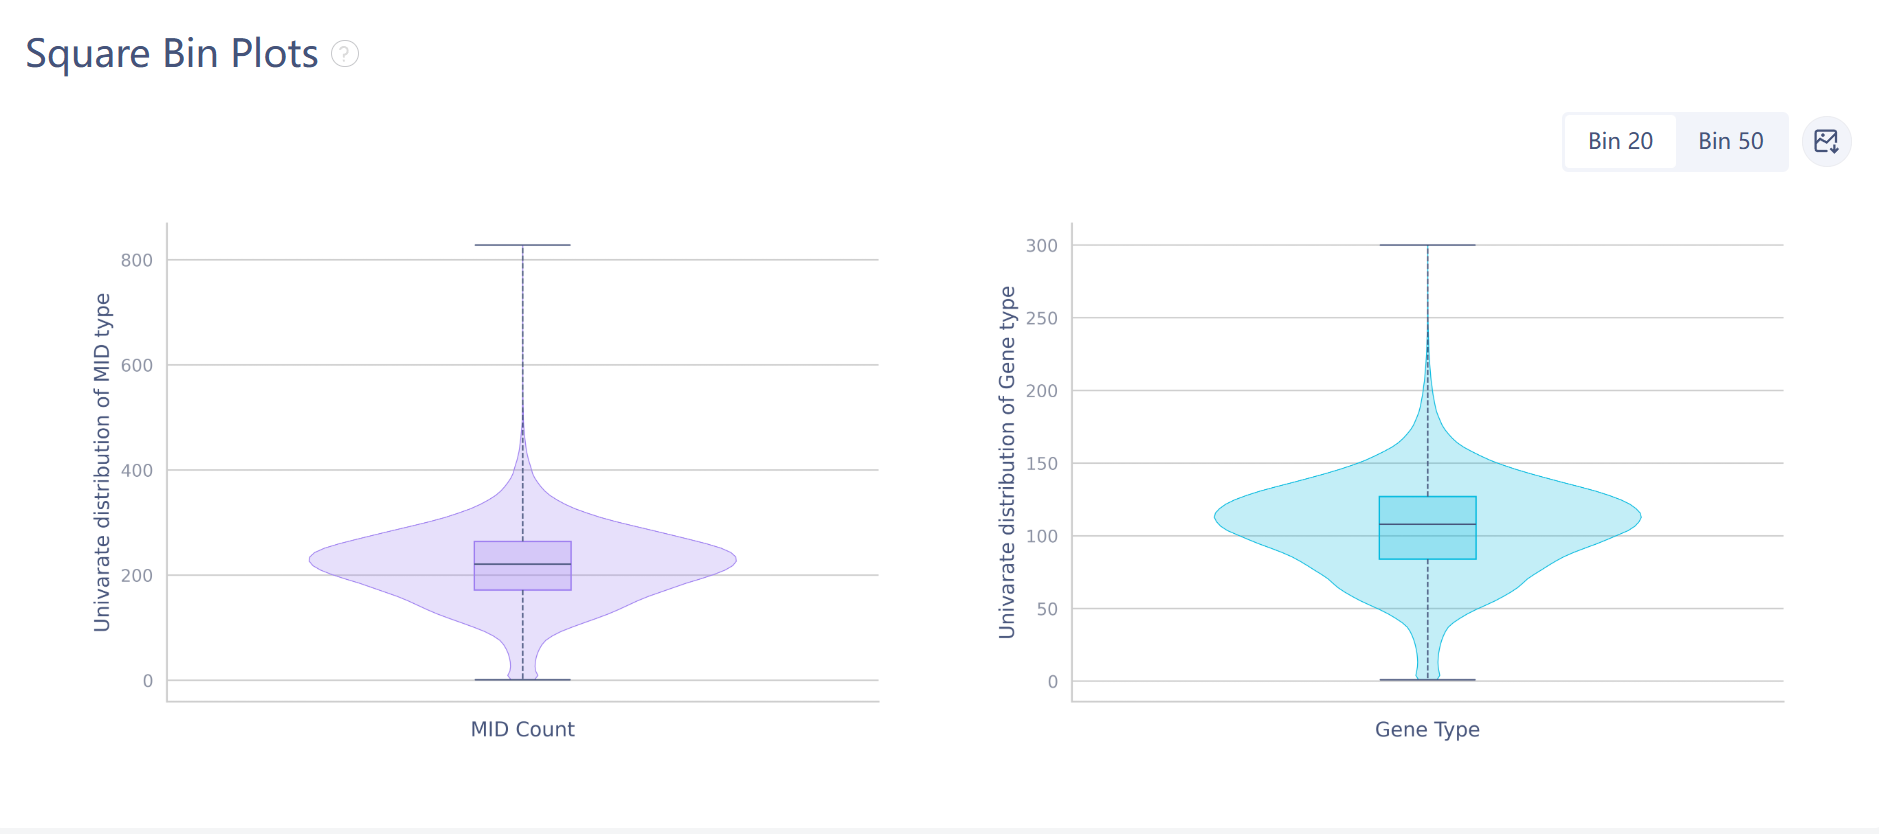 Square Bin Plots ?
Bin 20 Bin 50
Univarate distribution of MID type
800
600
400
200
0
MID Count
Univarate distribution of Gene type
300
250
200
150
100
50
0
Gene Type